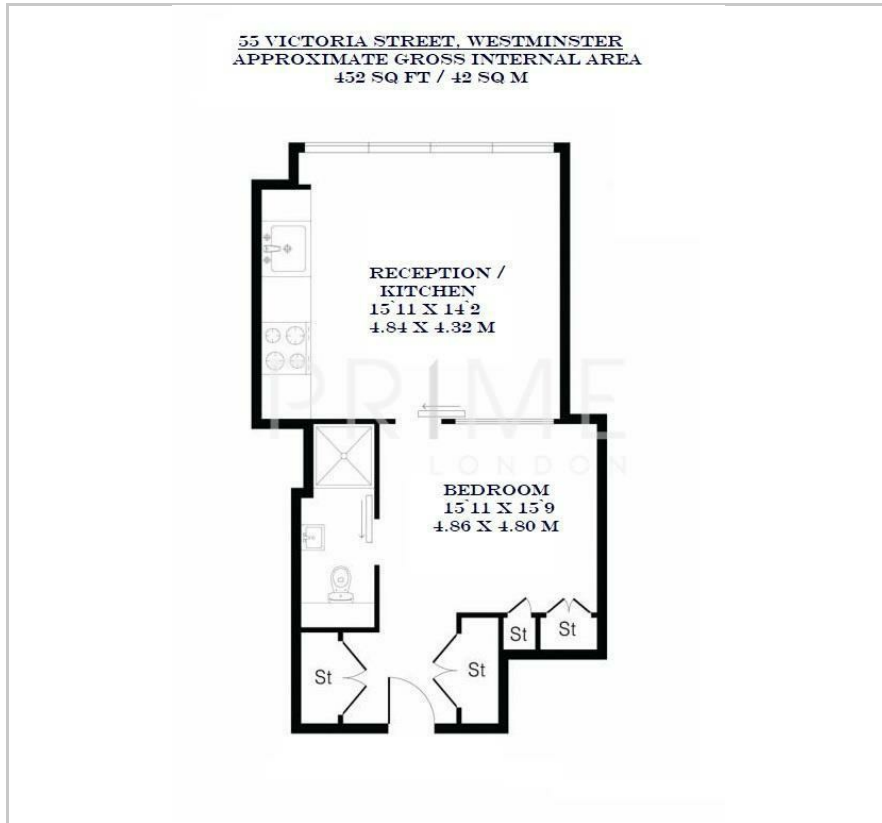 55 VICTORIA STREET, WESTMINSTER
APPROXIMATE GROSS INTERNAL AREA
452 SQ FT / 42 SQ M
RECEPTION /
KITCHEN
15`11 X 14`2
4.84 X 4.32 M
PRIME
LONDON
BEDROOM
15`11 X 15`9
4.86 X 4.80 M
St
St
St
St